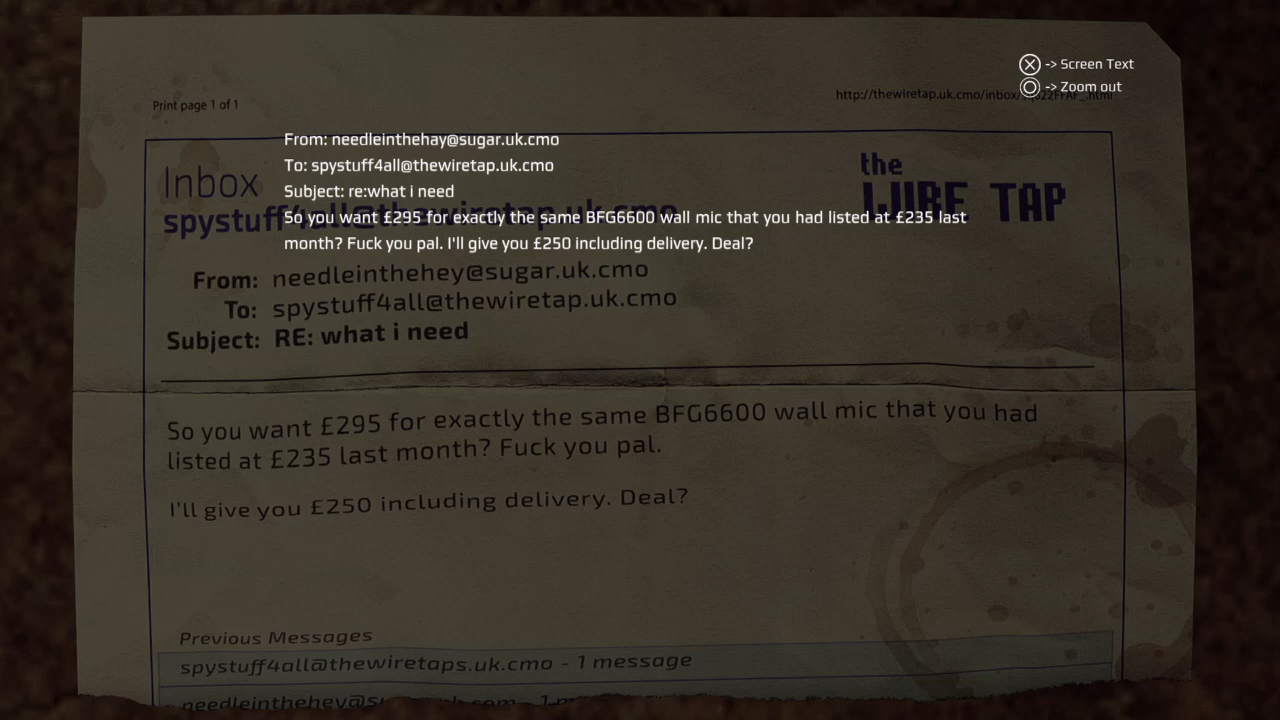 -> Screen Text
-> Zoom out
Print page 1 of 1
From: needleinthehay@sugar.uk.cmo
To: spystuff4all@thewiretap.uk.cmo
Subject: re:what i need
So you want £295 for exactly the same BFG6600 wall mic that you had listed at £235 last
month? Fuck you pal. I'll give you £250 including delivery. Deal?
Inbox
spystuff4all@thewiretap.uk.cmo
the
WIRE TAP
From: needleinthehey@sugar.uk.cmo
To: spystuff4all@thewiretap.uk.cmo
Subject: RE: what i need
So you want £295 for exactly the same BFG6600 wall mic that you had
listed at £235 last month? Fuck you pal.
I'll give you £250 including delivery. Deal?
Previous Messages
spystuff4all@thewiretaps.uk.cmo - 1 message